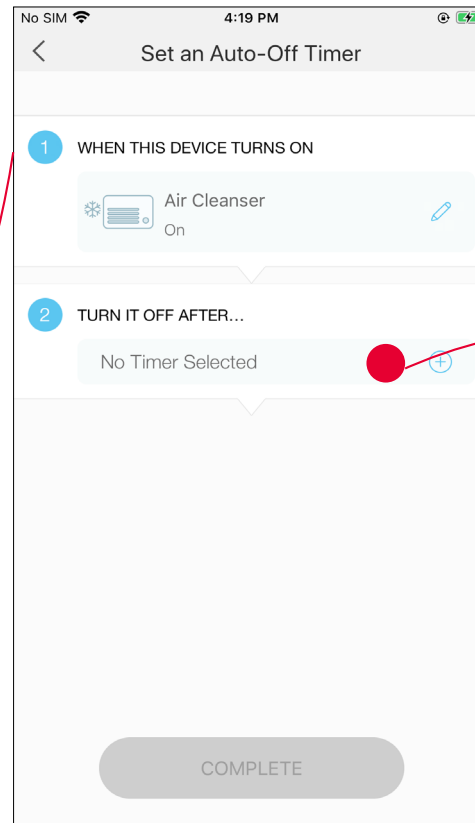 No SIM 4:19 PM
Set an Auto-Off Timer
1 WHEN THIS DEVICE TURNS ON
Air Cleanser
On
2 TURN IT OFF AFTER...
No Timer Selected
COMPLETE